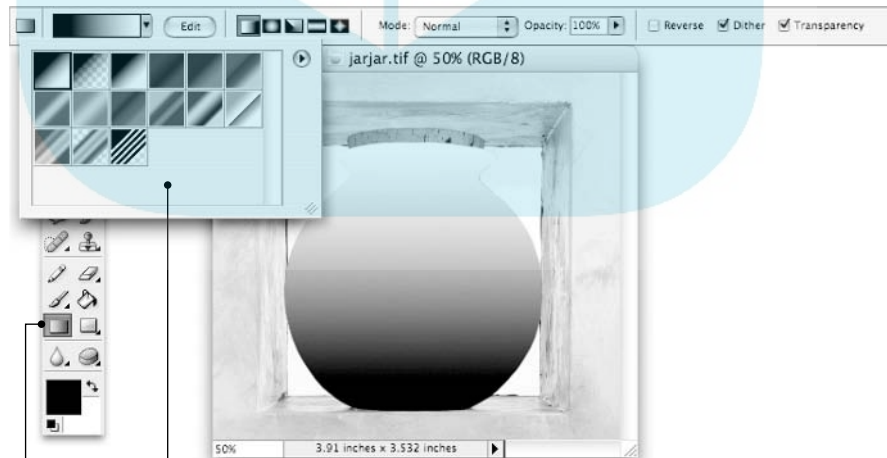 Edit
Mode: Normal Opacity: 100% Reverse Dither Transparency
jarjar.tif @ 50% (RGB/8)
50% 3.91 inches x 3.532 inches